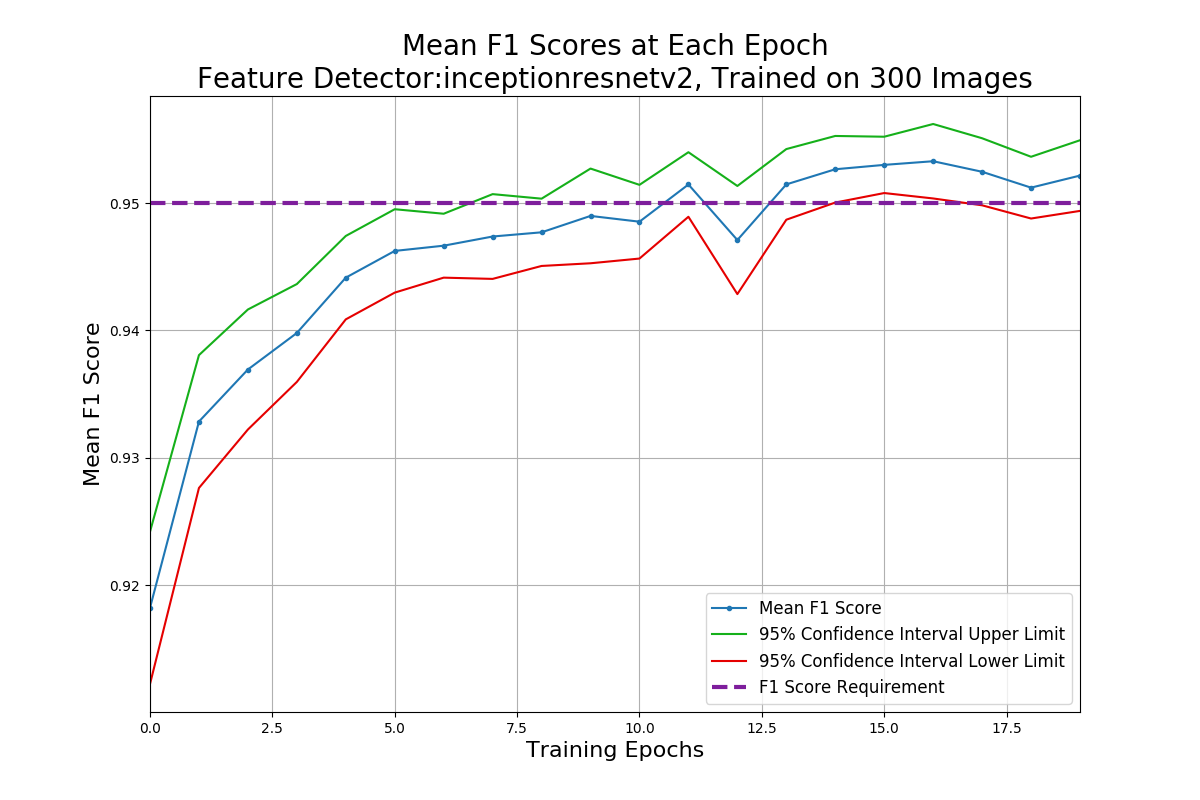 Mean F1 Scores at Each Epoch
Feature Detector:inceptionresnetv2, Trained on 300 Images
Mean F1 Score
0.95
0.94
0.93
0.92
Mean F1 Score
95% Confidence Interval Upper Limit
95% Confidence Interval Lower Limit
F1 Score Requirement
0.0 2.5 5.0 7.5 10.0 12.5 15.0 17.5
Training Epochs